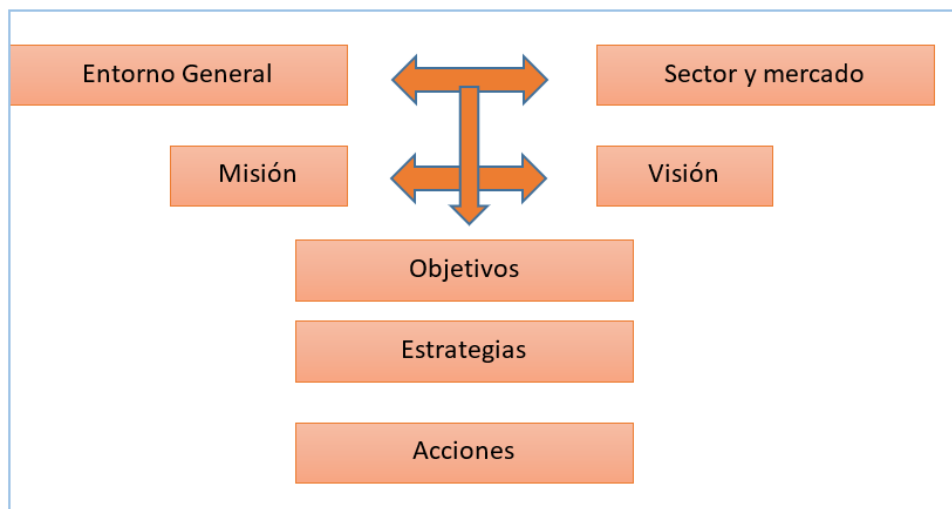 Entorno General
Sector y mercado
Misión
Visión
Objetivos
Estrategias
Acciones